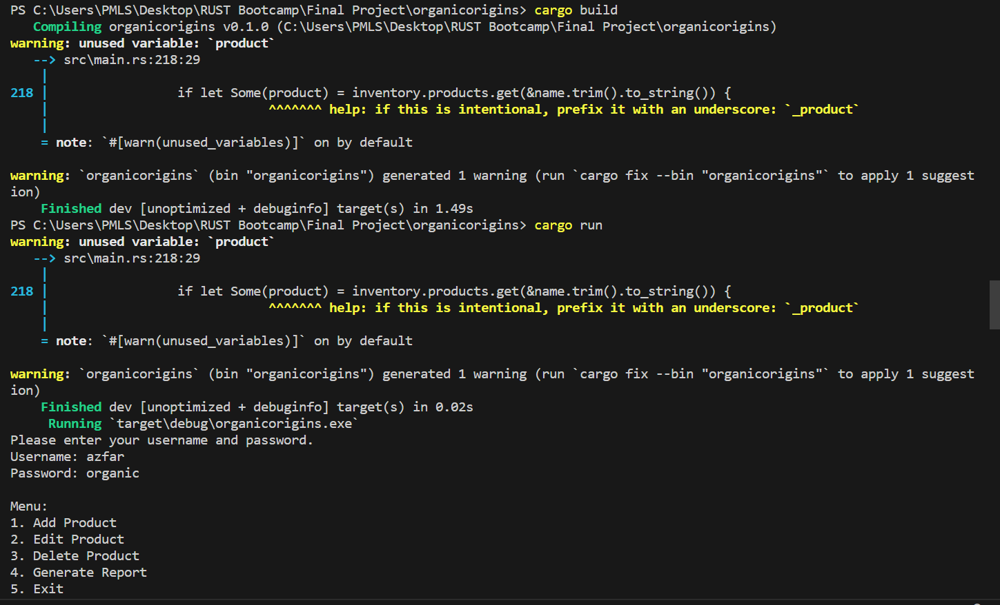 PS C:\Users\PMLS\Desktop\RUST Bootcamp\Final Project\organicorigins> cargo build
   Compiling organicorigins v0.1.0 (C:\Users\PMLS\Desktop\RUST Bootcamp\Final Project\organicorigins)
warning: unused variable: `product`
   --> src\main.rs:218:29
    |
218 |                 if let Some(product) = inventory.products.get(&name.trim().to_string()) {
    |                             ^^^^^^^ help: if this is intentional, prefix it with an underscore: `_product`
    |
    = note: `#[warn(unused_variables)]` on by default

warning: `organicorigins` (bin "organicorigins") generated 1 warning (run `cargo fix --bin "organicorigins"` to apply 1 suggest
ion)
    Finished dev [unoptimized + debuginfo] target(s) in 1.49s
PS C:\Users\PMLS\Desktop\RUST Bootcamp\Final Project\organicorigins> cargo run
warning: unused variable: `product`
   --> src\main.rs:218:29
    |
218 |                 if let Some(product) = inventory.products.get(&name.trim().to_string()) {
    |                             ^^^^^^^ help: if this is intentional, prefix it with an underscore: `_product`
    |
    = note: `#[warn(unused_variables)]` on by default

warning: `organicorigins` (bin "organicorigins") generated 1 warning (run `cargo fix --bin "organicorigins"` to apply 1 suggest
ion)
    Finished dev [unoptimized + debuginfo] target(s) in 0.02s
     Running `target\debug\organicorigins.exe`
Please enter your username and password.
Username: azfar
Password: organic

Menu:
1. Add Product
2. Edit Product
3. Delete Product
4. Generate Report
5. Exit